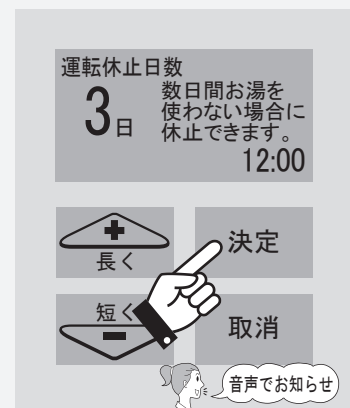 運転休止日数
3日
数日間お湯を
使わない場合に
休止できます。
12:00
長く
決定
短く
取消
音声でお知らせ